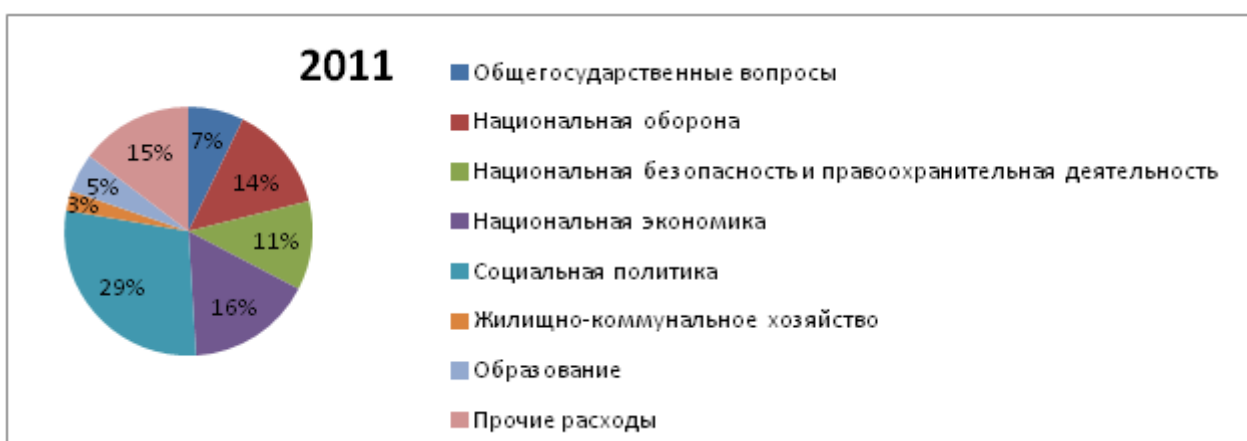 2011
Общегосударственные вопросы
Национальная оборона
Национальная безопасность и правоохранительная деятельность
Национальная экономика
Социальная политика
Жилищно-коммунальное хозяйство
Образование
Прочие расходы
7%
14%
11%
16%
29%
3%
5%
15%